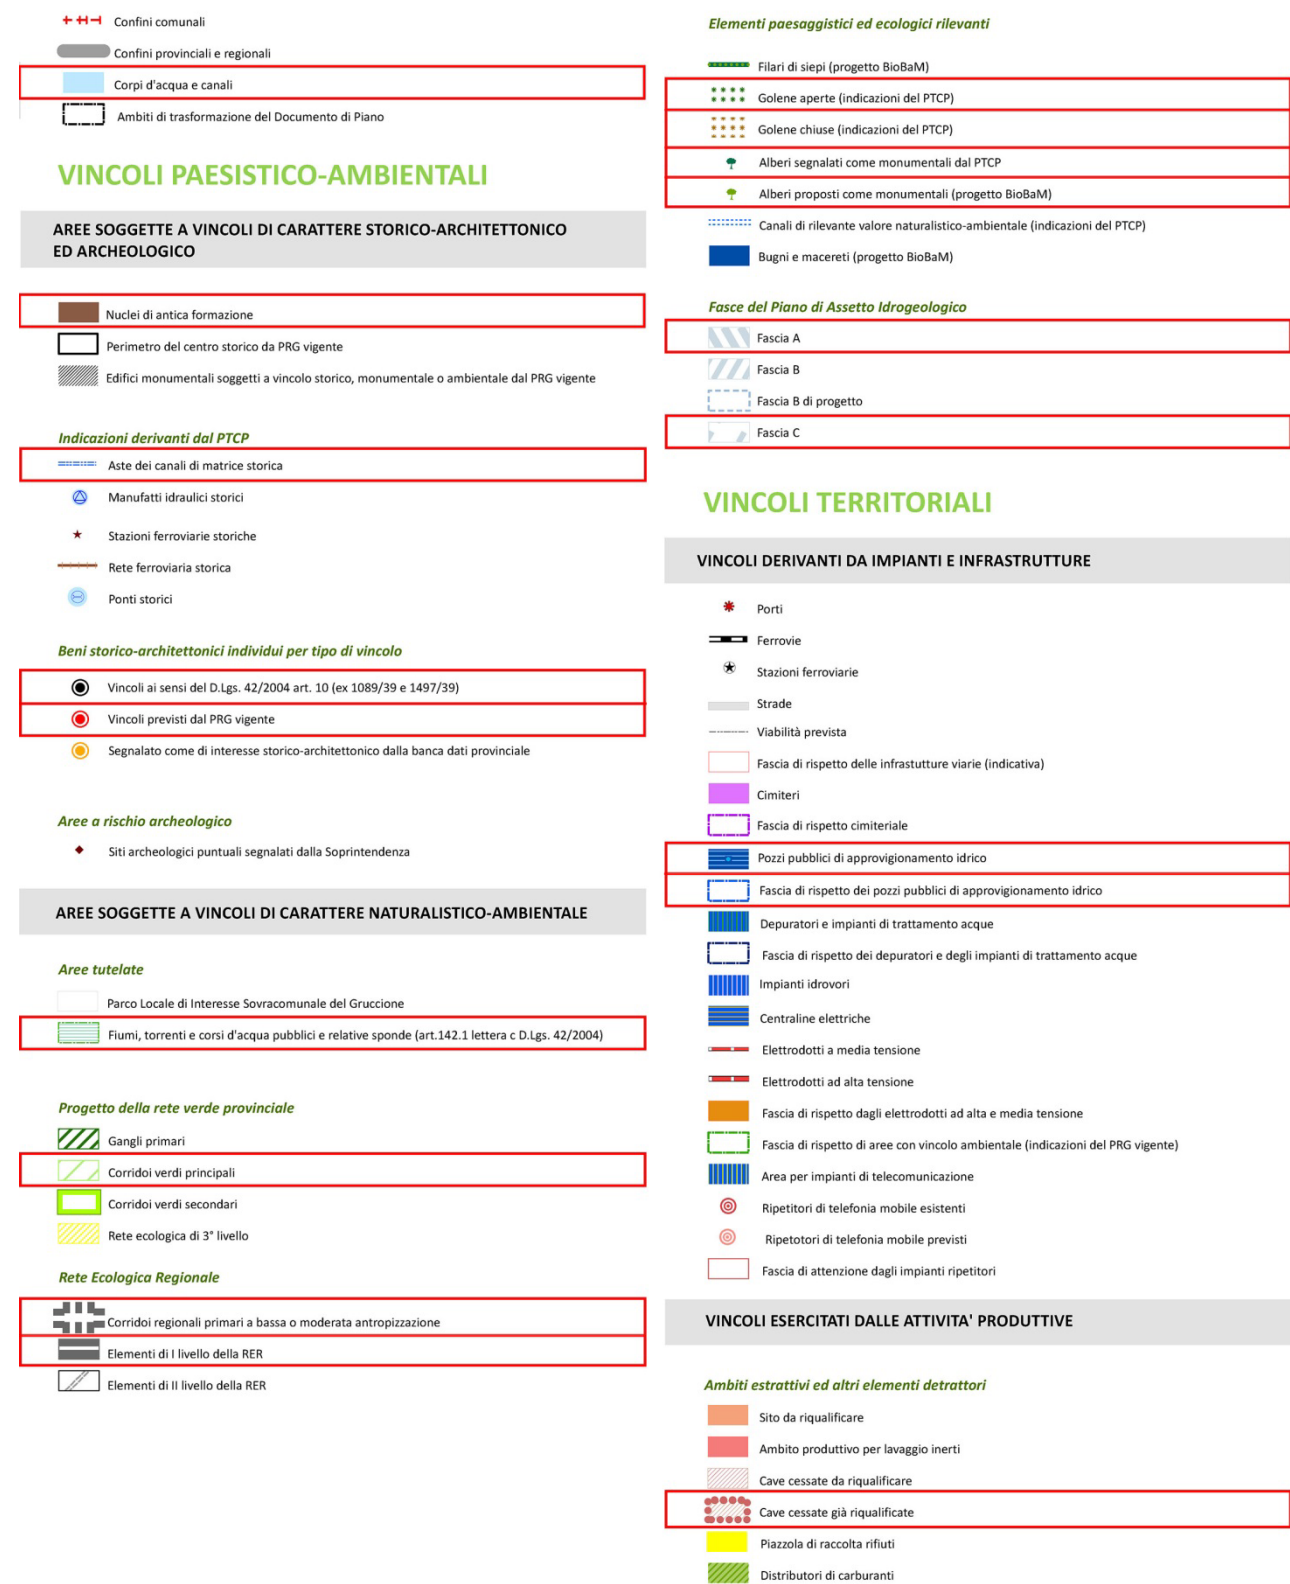 Confini comunali
Confini provinciali e regionali
Corpi d'acqua e canali
Ambiti di trasformazione del Documento di Piano
VINCOLI PAESISTICO-AMBIENTALI
AREE SOGGETTE A VINCOLI DI CARATTERE STORICO-ARCHITETTONICO
ED ARCHEOLOGICO
Nuclei di antica formazione
Perimetro del centro storico da PRG vigente
Edifici monumentali soggetti a vincolo storico, monumentale o ambientale dal PRG vigente
Indicazioni derivanti dal PTCP
Aste dei canali di matrice storica
Manufatti idraulici storici
Stazioni ferroviarie storiche
Rete ferroviaria storica
Ponti storici
Beni storico-architettonici individui per tipo di vincolo
Vincoli ai sensi del D.Lgs. 42/2004 art. 10 (ex 1089/39 e 1497/39)
Vincoli previsti dal PRG vigente
Segnalato come di interesse storico-architettonico dalla banca dati provinciale
Aree a rischio archeologico
Siti archeologici puntuali segnalati dalla Soprintendenza
AREE SOGGETTE A VINCOLI DI CARATTERE NATURALISTICO-AMBIENTALE
Aree tutelate
Parco Locale di Interesse Sovracomunale del Gruccione
Fiumi, torrenti e corsi d'acqua pubblici e relative sponde (art.142.1 lettera c D.Lgs. 42/2004)
Progetto della rete verde provinciale
Gangli primari
Corridoi verdi principali
Corridoi verdi secondari
Rete ecologica di 3° livello
Rete Ecologica Regionale
Corridoi regionali primari a bassa o moderata antropizzazione
Elementi di I livello della RER
Elementi di II livello della RER
Elementi paesaggistici ed ecologici rilevanti
Filari di siepi (progetto BioBaM)
Golene aperte (indicazioni del PTCP)
Golene chiuse (indicazioni del PTCP)
Alberi segnalati come monumentali dal PTCP
Alberi proposti come monumentali (progetto BioBaM)
Canali di rilevante valore naturalistico-ambientale (indicazioni del PTCP)
Bugni e macereti (progetto BioBaM)
Fasce del Piano di Assetto Idrogeologico
Fascia A
Fascia B
Fascia B di progetto
Fascia C
VINCOLI TERRITORIALI
VINCOLI DERIVANTI DA IMPIANTI E INFRASTRUTTURE
Porti
Ferrovie
Stazioni ferroviarie
Strade
Viabilità prevista
Fascia di rispetto delle infrastutture viarie (indicativa)
Cimiteri
Fascia di rispetto cimiteriale
Pozzi pubblici di approvigionamento idrico
Fascia di rispetto dei pozzi pubblici di approvigionamento idrico
Depuratori e impianti di trattamento acque
Fascia di rispetto dei depuratori e degli impianti di trattamento acque
Impianti idrovori
Centraline elettriche
Elettrodotti a media tensione
Elettrodotti ad alta tensione
Fascia di rispetto dagli elettrodotti ad alta e media tensione
Fascia di rispetto di aree con vincolo ambientale (indicazioni del PRG vigente)
Area per impianti di telecomunicazione
Ripetitori di telefonia mobile esistenti
Ripetotori di telefonia mobile previsti
Fascia di attenzione dagli impianti ripetitori
VINCOLI ESERCITATI DALLE ATTIVITA' PRODUTTIVE
Ambiti estrattivi ed altri elementi detrattori
Sito da riqualificare
Ambito produttivo per lavaggio inerti
Cave cessate da riqualificare
Cave cessate già riqualificate
Piazzola di raccolta rifiuti
Distributori di carburanti